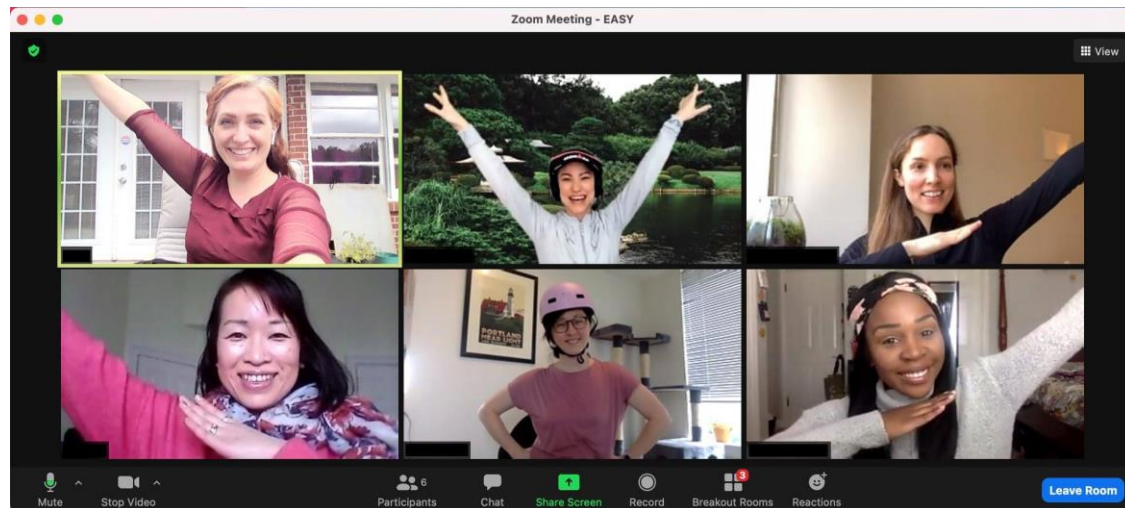 Zoom Meeting - EASY
View
PORTLAND
HEAD LIGHT
6
3
Mute
Stop Video
Participants
Chat
Share Screen
Record
Breakout Rooms
Reactions
Leave Room